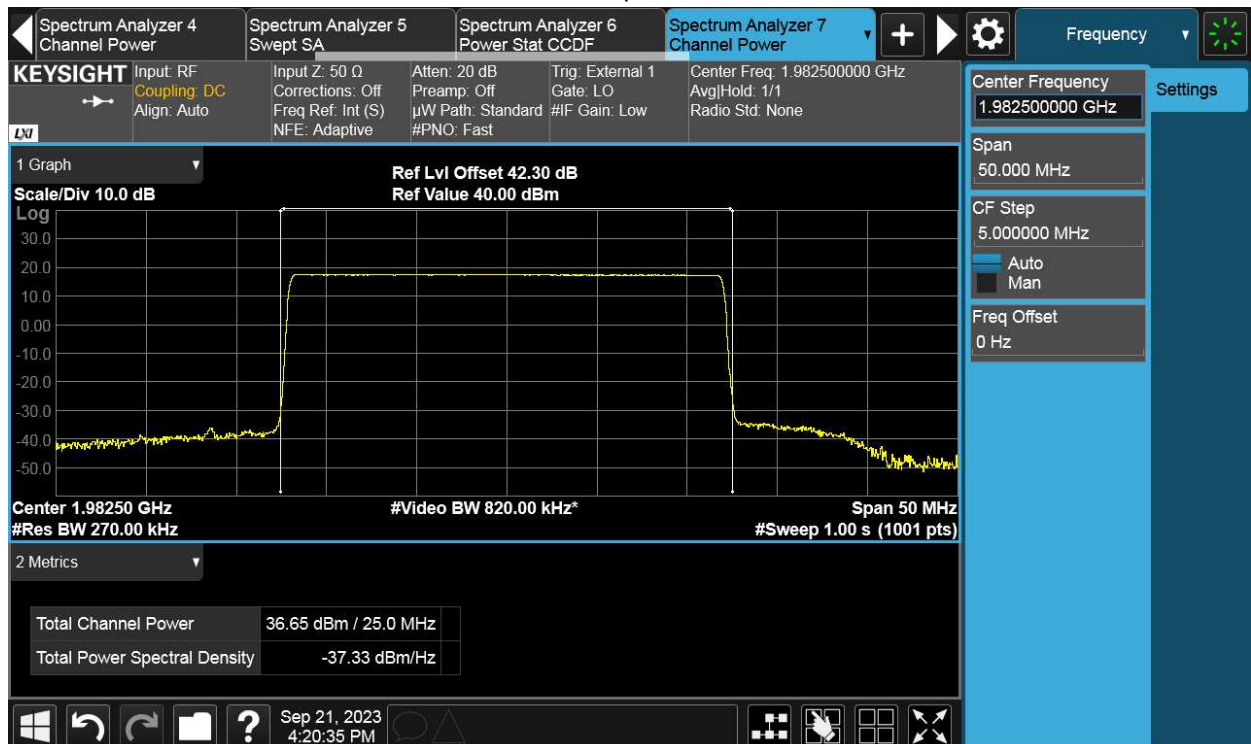 Spectrum Analyzer 4
Channel Power
Spectrum Analyzer 5
Swept SA
Spectrum Analyzer 6
Power Stat CCDF
Spectrum Analyzer 7
Channel Power
Frequency
KEYSIGHT
LXI
Input: RF
Coupling: DC
Align: Auto
Input Z: 50 Ω
Corrections: Off
Freq Ref: Int (S)
NFE: Adaptive
Atten: 20 dB
Preamp: Off
µW Path: Standard
#PNO: Fast
Trig: External 1
Gate: LO
#IF Gain: Low
Center Freq: 1.982500000 GHz
Avg|Hold: 1/1
Radio Std: None
Center Frequency
1.982500000 GHz
Settings
Span
50.000 MHz
CF Step
5.000000 MHz
Auto
Man
Freq Offset
0 Hz
1 Graph
Scale/Div 10.0 dB
Ref Lvl Offset 42.30 dB
Ref Value 40.00 dBm
Log
30.0
20.0
10.0
0.00
-10.0
-20.0
-30.0
-40.0
-50.0
Center 1.98250 GHz
#Video BW 820.00 kHz*
Span 50 MHz
#Res BW 270.00 kHz
#Sweep 1.00 s (1001 pts)
2 Metrics
Total Channel Power 36.65 dBm / 25.0 MHz
Total Power Spectral Density -37.33 dBm/Hz
?
Sep 21, 2023
4:20:35 PM